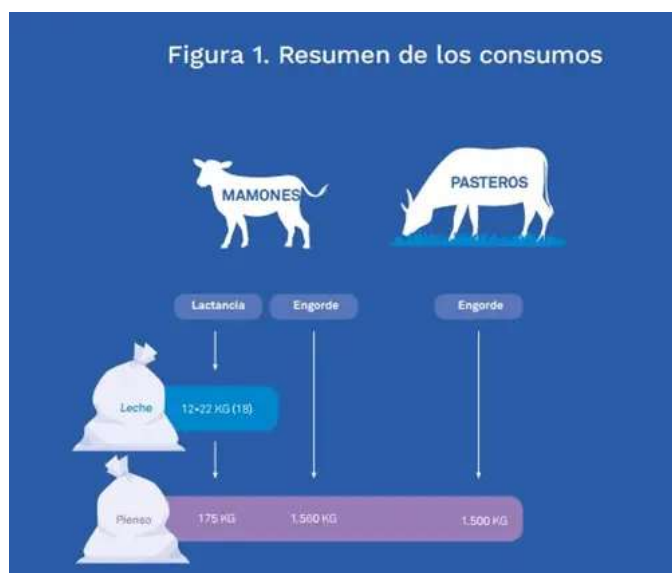 Figura 1. Resumen de los consumos
MAMONES
PASTEROS
Lactancia
Engorde
Engorde
Leche
12-22 KG (18)
Pienso
175 KG
1.560 KG
1.500 KG